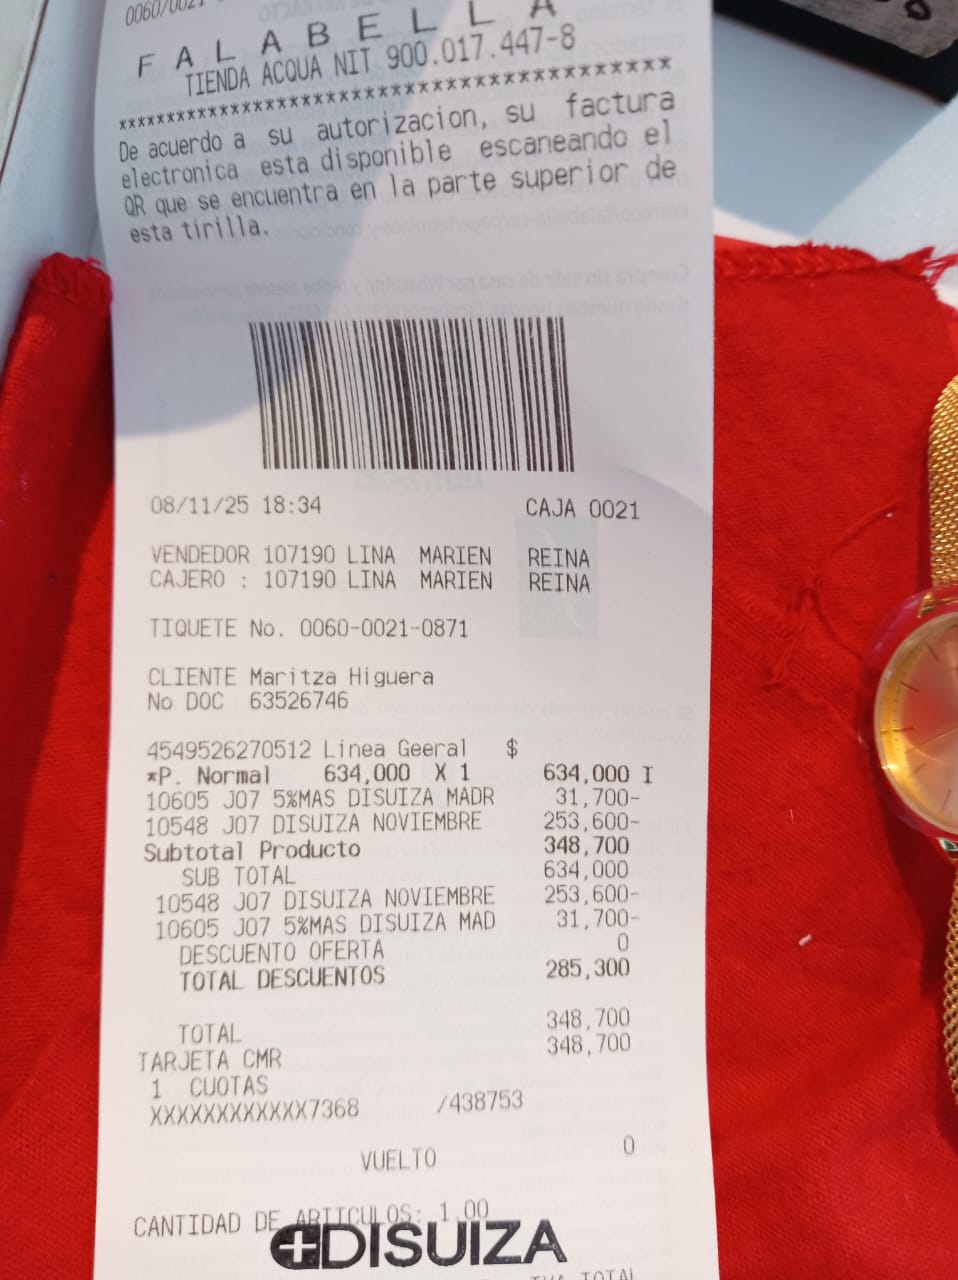 0060/0021
F A L A B E L L A
TIENDA ACQUA NIT 900.017.447-8
******************************************
De acuerdo a su autorizacion, su factura
electronica esta disponible escaneando el
QR que se encuentra en la parte superior de
esta tirilla.
08/11/25 18:34 CAJA 0021
VENDEDOR 107190 LINA MARIEN REINA
CAJERO : 107190 LINA MARIEN REINA
TIQUETE No. 0060-0021-0871
CLIENTE Maritza Higuera
No DOC 63526746
4549526270512 Linea Geeral $
*P. Normal 634,000 X 1 634,000 I
10605 J07 5%MAS DISUIZA MADR 31,700-
10548 J07 DISUIZA NOVIEMBRE 253,600-
Subtotal Producto 348,700
SUB TOTAL 634,000
10548 J07 DISUIZA NOVIEMBRE 253,600-
10605 J07 5%MAS DISUIZA MAD 31,700-
DESCUENTO OFERTA 0
TOTAL DESCUENTOS 285,300
TOTAL 348,700
TARJETA CMR 348,700
1 CUOTAS
XXXXXXXXXXXX7368 /438753
VUELTO 0
CANTIDAD DE ARTICULOS: 1.00
DISUIZA
IVA TOTAL